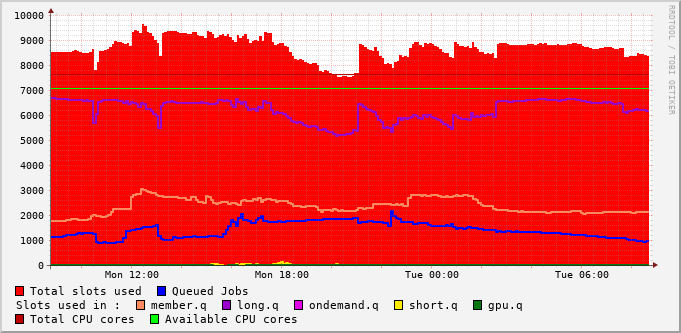 10000
9000
8000
7000
6000
5000
4000
3000
2000
1000
0
Mon 12:00 Mon 18:00 Tue 00:00 Tue 06:00
Total slots used Queued Jobs
Slots used in : member.q long.q ondemand.q short.q gpu.q
Total CPU cores Available CPU cores
RRDTOOL / TOBI OETIKER